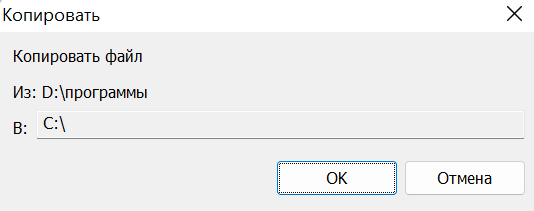 Копировать
Копировать файл
Из: D:\программы
В: C:\
OK Отмена